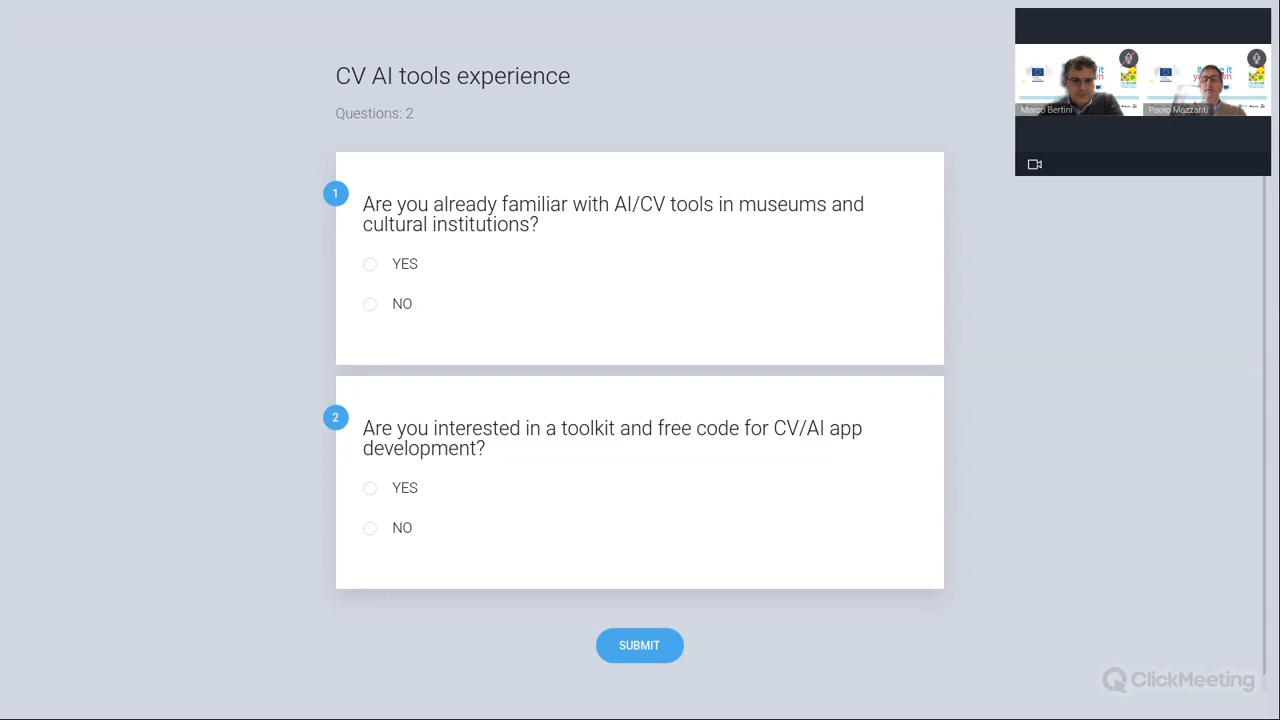 CV AI tools experience
Questions: 2
1
Are you already familiar with AI/CV tools in museums and
cultural institutions?
YES
NO
2
Are you interested in a toolkit and free code for CV/AI app
development?
YES
NO
SUBMIT
Marco Bertini
Paolo Mazzanti
ClickMeeting